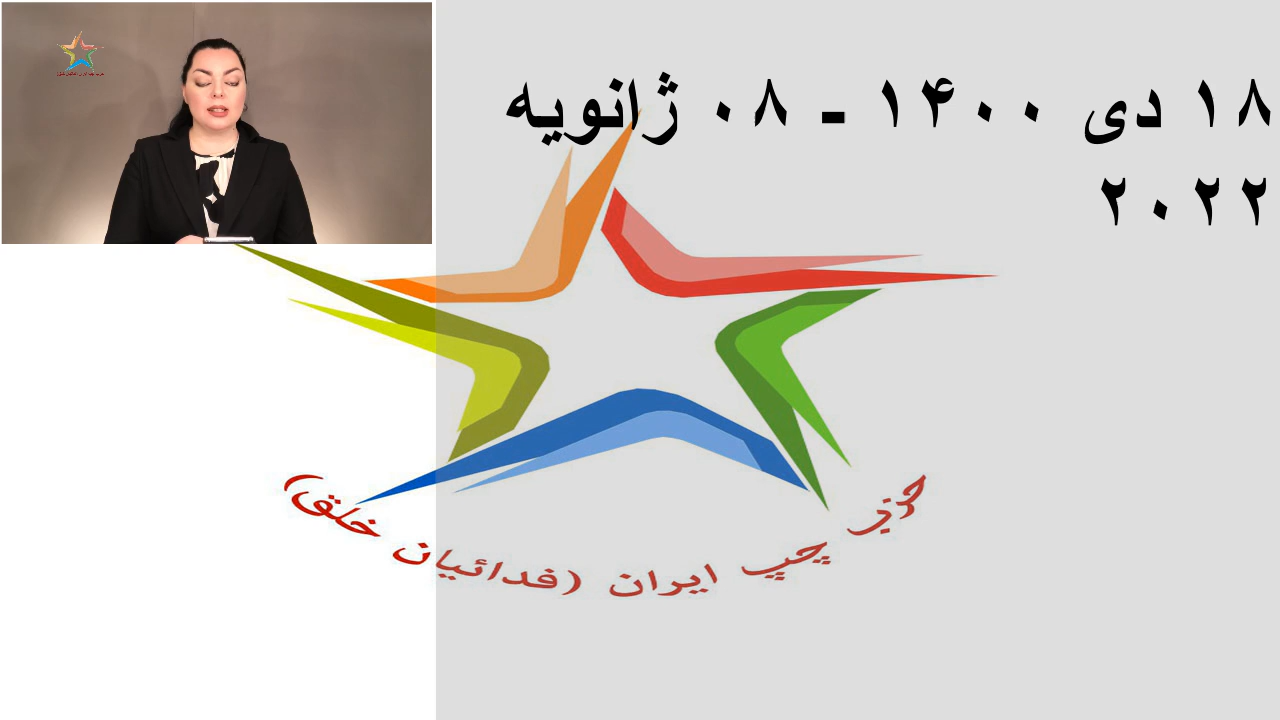 ۱۸ دی ۱۴۰۰ - ۰۸ ژانویه
۲۰۲۲
حزب چپ ایران (فدائیان خلق)